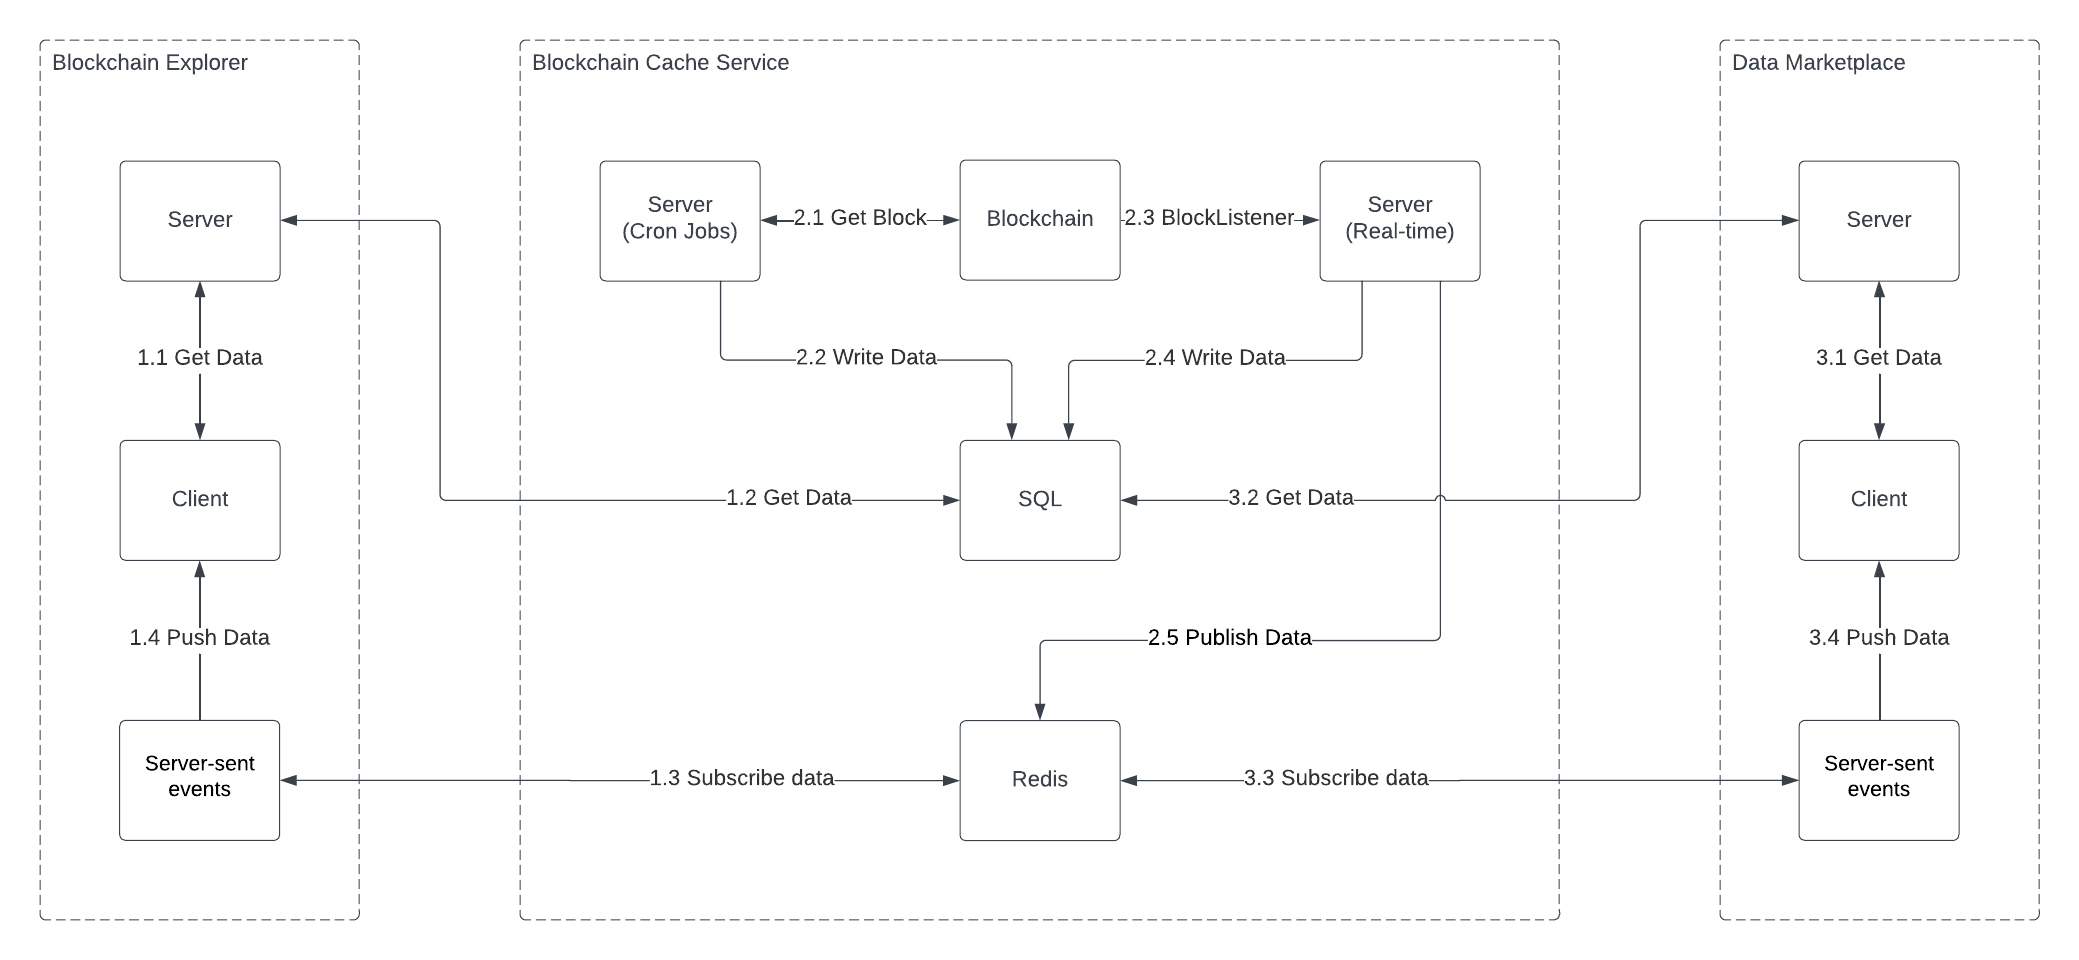 Blockchain Explorer
Server
1.1 Get Data
Client
1.4 Push Data
Server-sent
events
Blockchain Cache Service
Server
(Cron Jobs)
2.1 Get Block
Blockchain
2.3 BlockListener
Server
(Real-time)
2.2 Write Data
2.4 Write Data
1.2 Get Data
SQL
3.2 Get Data
2.5 Publish Data
1.3 Subscribe data
Redis
3.3 Subscribe data
Data Marketplace
Server
3.1 Get Data
Client
3.4 Push Data
Server-sent
events